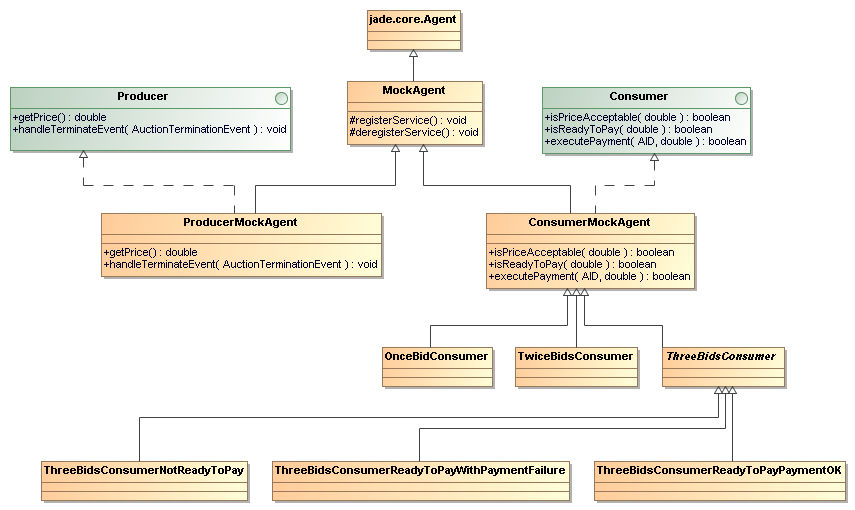 jade.core.Agent
MockAgent
#registerService() : void
#deregisterService() : void
Producer
+getPrice() : double
+handleTerminateEvent( AuctionTerminationEvent ) : void
Consumer
+isPriceAcceptable( double ) : boolean
+isReadyToPay( double ) : boolean
+executePayment( AID, double ) : boolean
ProducerMockAgent
+getPrice() : double
+handleTerminateEvent( AuctionTerminationEvent ) : void
ConsumerMockAgent
+isPriceAcceptable( double ) : boolean
+isReadyToPay( double ) : boolean
+executePayment( AID, double ) : boolean
OnceBidConsumer
TwiceBidsConsumer
ThreeBidsConsumer
ThreeBidsConsumerNotReadyToPay
ThreeBidsConsumerReadyToPayWithPaymentFailure
ThreeBidsConsumerReadyToPayPaymentOK